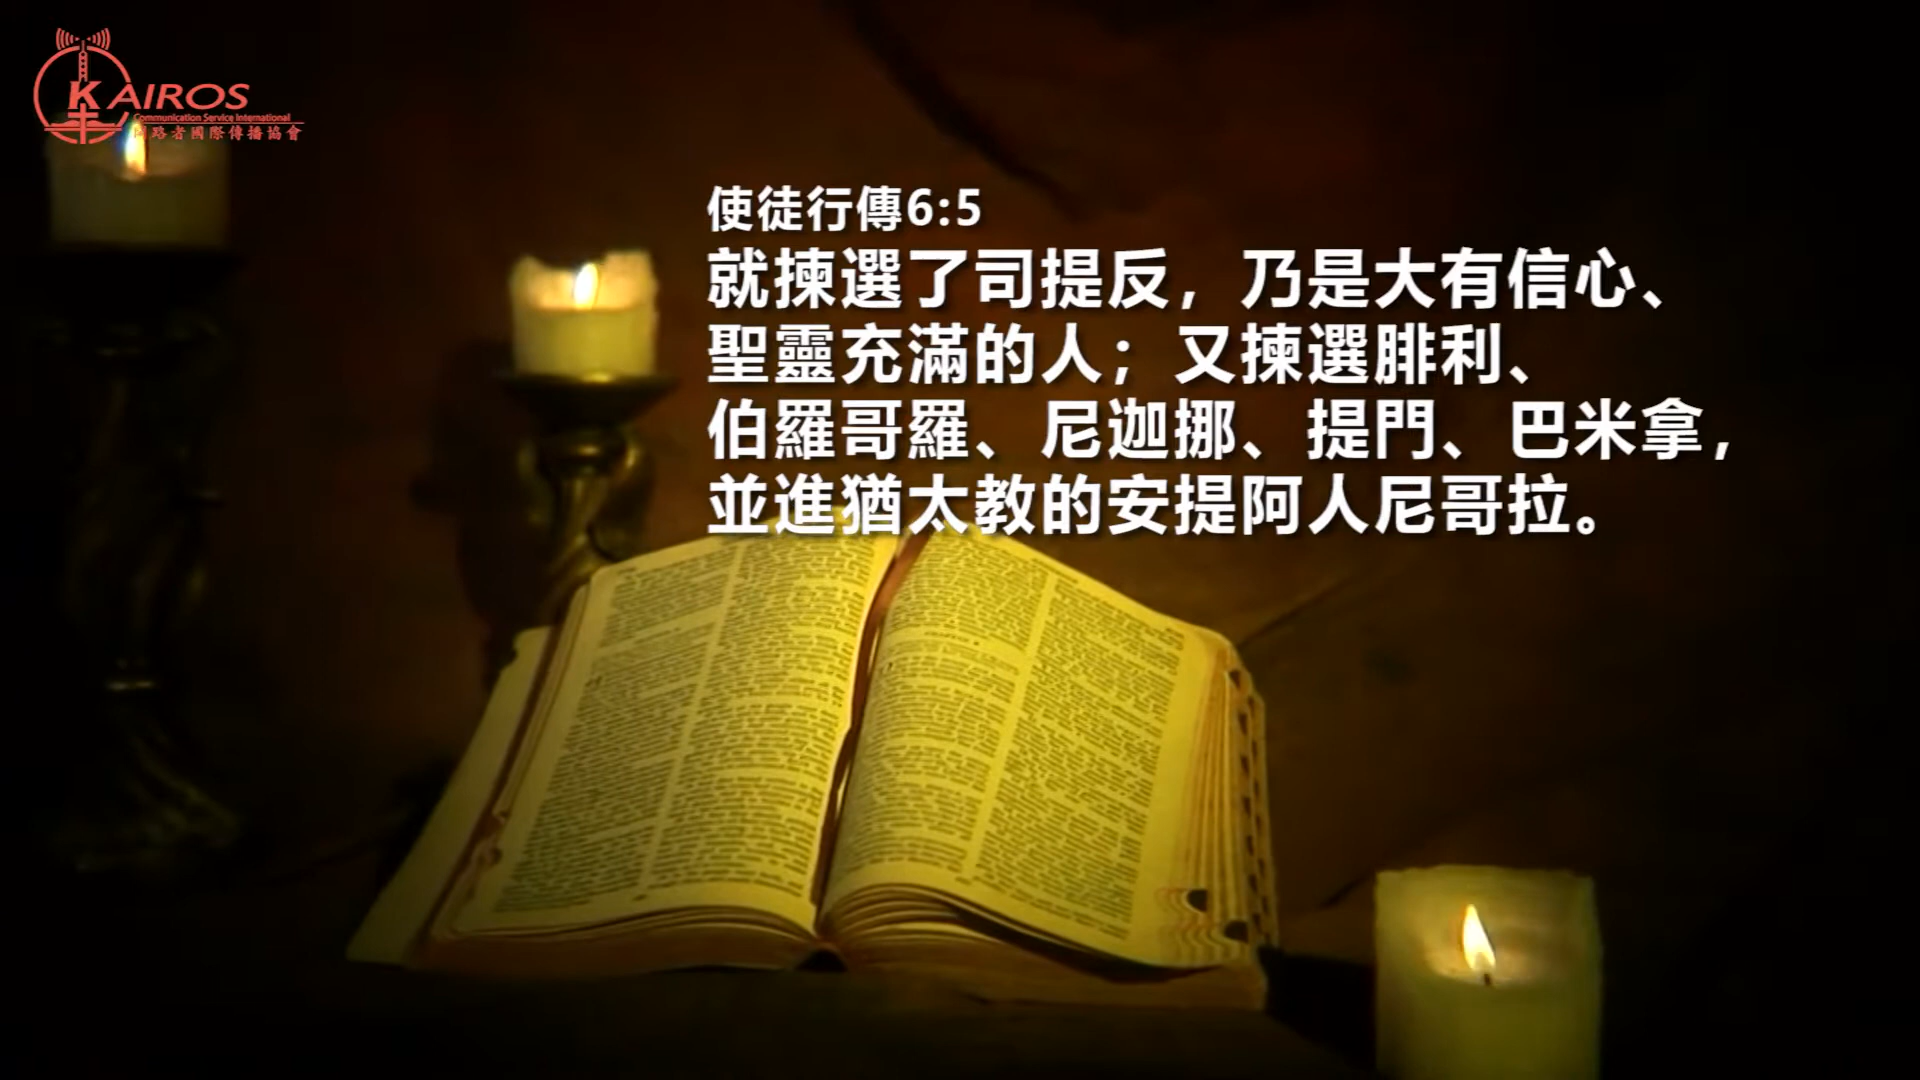 KAIROS
Communication Service International
網路者國際傳播協會
使徒行傳6:5
就揀選了司提反，乃是大有信心、
聖靈充滿的人；又揀選腓利、
伯羅哥羅、尼迦挪、提門、巴米拿，
並進猶太教的安提阿人尼哥拉。